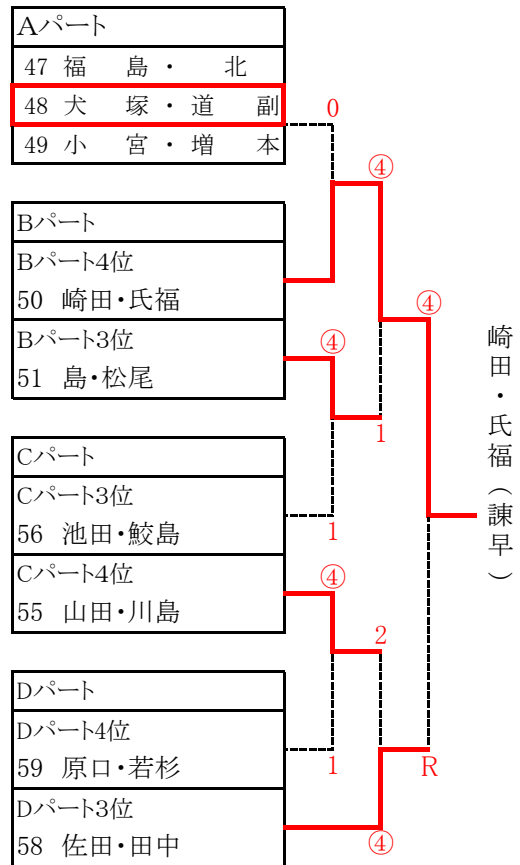 Aパート
47 福 島 ・ 北
48 犬 塚 ・ 道 副
49 小 宮 ・ 増 本
0
④
Bパート
Bパート4位
50 崎田・氏福
④
Bパート3位
51 島・松尾
④
1
崎田・氏福(諫早)
Cパート
Cパート3位
56 池田・鮫島
1
Cパート4位
55 山田・川島
④
2
Dパート
Dパート4位
59 原口・若杉
1
R
Dパート3位
58 佐田・田中
④